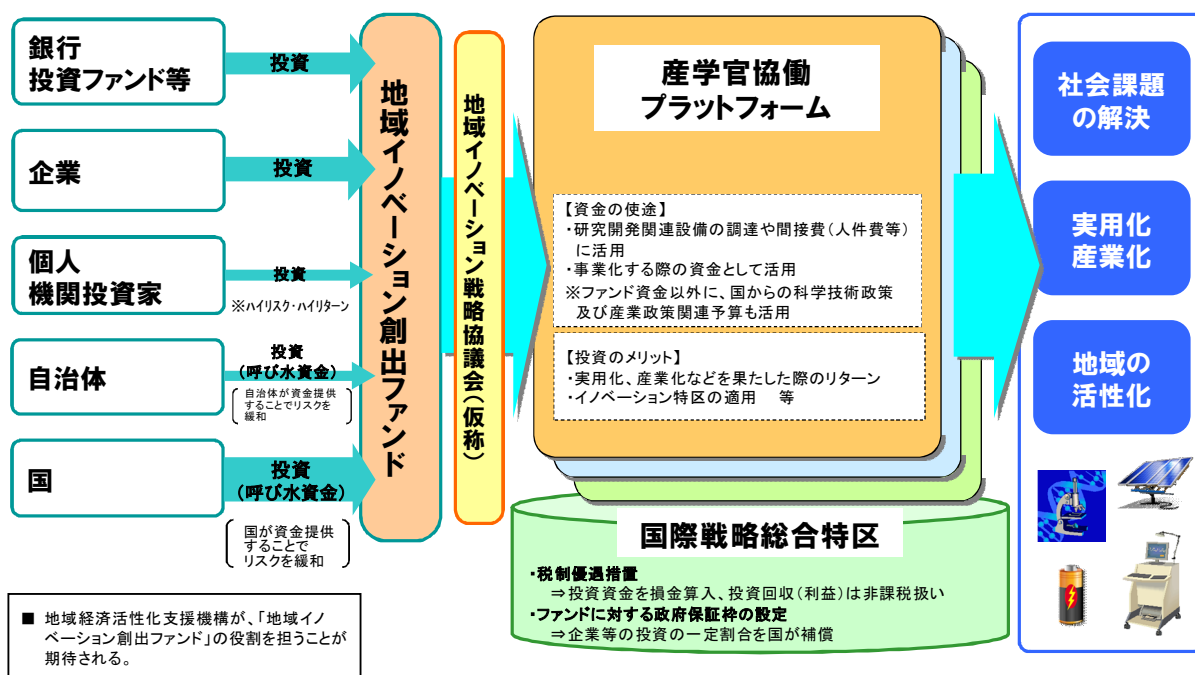 銀行
投資ファンド等
投資
企業
投資
個人
機関投資家
投資
※ハイリスク・ハイリターン
自治体
投資
(呼び水資金)
自治体が資金提供
することでリスクを
緩和
国
投資
(呼び水資金)
国が資金提供
することで
リスクを緩和
地域イノベーション創出ファンド
地域イノベーション戦略協議会(仮称)
産学官協働
プラットフォーム
【資金の使途】
・研究開発関連設備の調達や間接費(人件費等)
に活用
・事業化する際の資金として活用
※ファンド資金以外に、国からの科学技術政策
及び産業政策関連予算も活用
【投資のメリット】
・実用化、産業化などを果たした際のリターン
・イノベーション特区の適用 等
国際戦略総合特区
・税制優遇措置
⇒投資資金を損金算入、投資回収(利益)は非課税扱い
・ファンドに対する政府保証枠の設定
⇒企業等の投資の一定割合を国が補償
社会課題
の解決
実用化
産業化
地域の
活性化
■ 地域経済活性化支援機構が、「地域イノ
ベーション創出ファンド」の役割を担うことが
期待される。